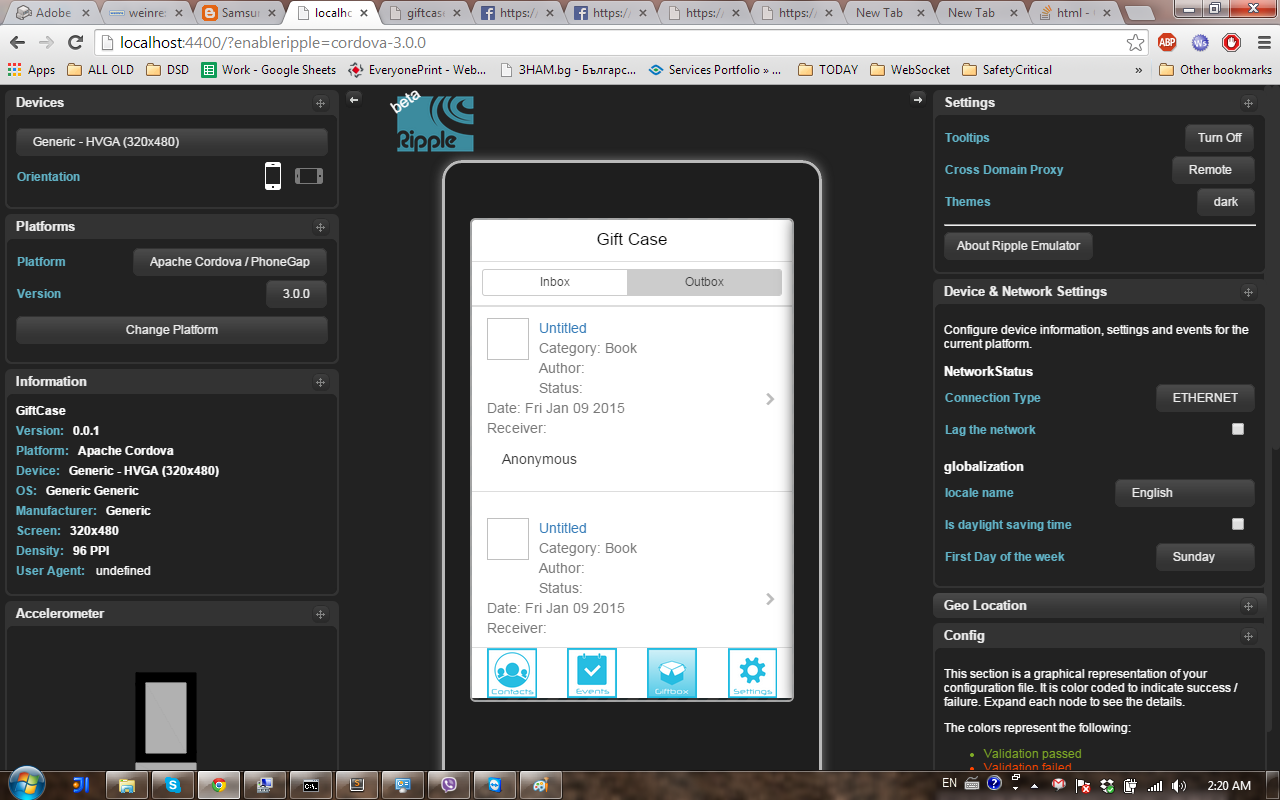 Adobe
weinre
Samsu
localho
giftcase
https://
https://
https://
https://
New Tab
New Tab
html -
localhost:4400/?enableripple=cordova-3.0.0
ABP
Apps
ALL OLD
DSD
Work - Google Sheets
EveryonePrint - Web...
ЗНАМ.bg - Българс...
Services Portfolio » ...
TODAY
WebSocket
SafetyCritical
»
Other bookmarks
Devices
Generic - HVGA (320x480)
Orientation
Platforms
Platform
Apache Cordova / PhoneGap
Version
3.0.0
Change Platform
Information
GiftCase
Version: 0.0.1
Platform: Apache Cordova
Device: Generic - HVGA (320x480)
OS: Generic Generic
Manufacturer: Generic
Screen: 320x480
Density: 96 PPI
User Agent: undefined
Accelerometer
beta
Ripple
Gift Case
Inbox
Outbox
Untitled
Category: Book
Author:
Status:
Date: Fri Jan 09 2015
Receiver:
Anonymous
Untitled
Category: Book
Author:
Status:
Date: Fri Jan 09 2015
Receiver:
Contacts
Events
Giftbox
Settings
Settings
Tooltips
Turn Off
Cross Domain Proxy
Remote
Themes
dark
About Ripple Emulator
Device & Network Settings
Configure device information, settings and events for the
current platform.
NetworkStatus
Connection Type
ETHERNET
Lag the network
globalization
locale name
English
Is daylight saving time
First Day of the week
Sunday
Geo Location
Config
This section is a graphical representation of your
configuration file. It is color coded to indicate success /
failure. Expand each node to see the details.
The colors represent the following:
Validation passed
Validation failed
EN
2:20 AM